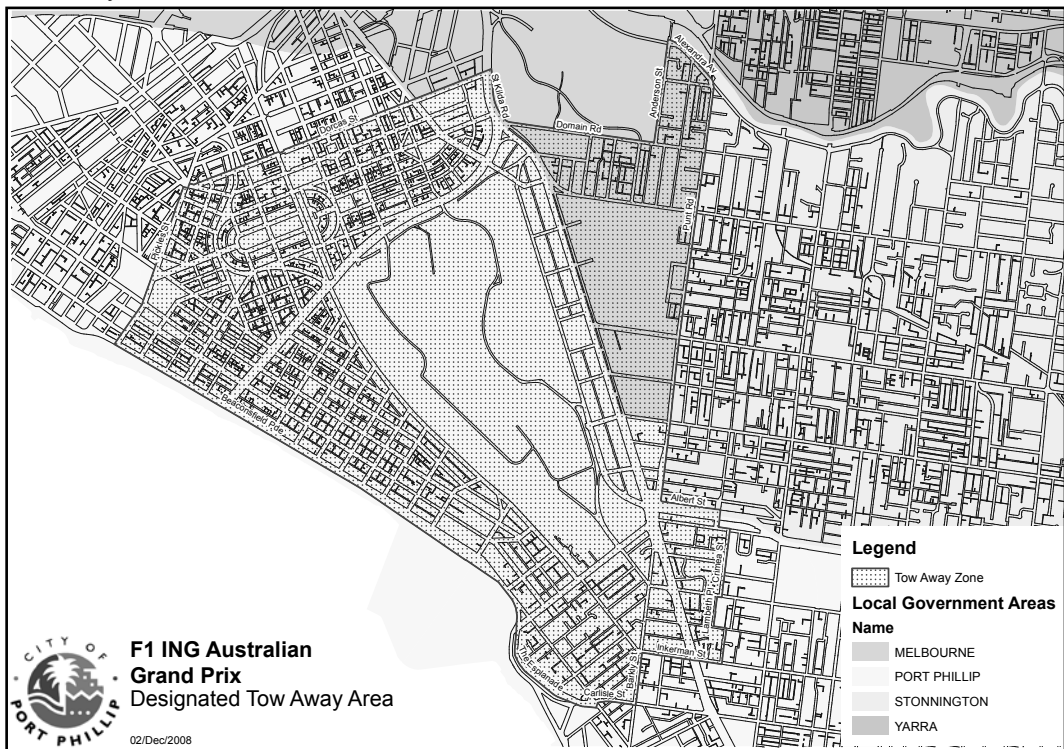 Alexandra Ave
Anderson St
St Kilda Rd
Domain Rd
Dorcas St
Punt Rd
Pickles St
Beaconsfield Pde
Albert St
Crimea St
Lambeth Pl
Inkerman St
Barkly St
The Esplanade
Carlisle St
Legend
Tow Away Zone
Local Government Areas
Name
MELBOURNE
PORT PHILLIP
STONNINGTON
YARRA
CITY OF
PORT PHILLIP
F1 ING Australian
Grand Prix
Designated Tow Away Area
02/Dec/2008